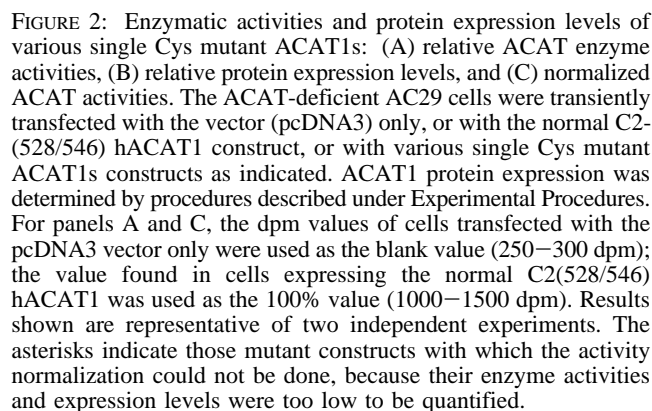 FIGURE 2: Enzymatic activities and protein expression levels of
various single Cys mutant ACAT1s: (A) relative ACAT enzyme
activities, (B) relative protein expression levels, and (C) normalized
ACAT activities. The ACAT-deficient AC29 cells were transiently
transfected with the vector (pcDNA3) only, or with the normal C2-
(528/546) hACAT1 construct, or with various single Cys mutant
ACAT1s constructs as indicated. ACAT1 protein expression was
determined by procedures described under Experimental Procedures.
For panels A and C, the dpm values of cells transfected with the
pcDNA3 vector only were used as the blank value (250−300 dpm);
the value found in cells expressing the normal C2(528/546)
hACAT1 was used as the 100% value (1000−1500 dpm). Results
shown are representative of two independent experiments. The
asterisks indicate those mutant constructs with which the activity
normalization could not be done, because their enzyme activities
and expression levels were too low to be quantified.